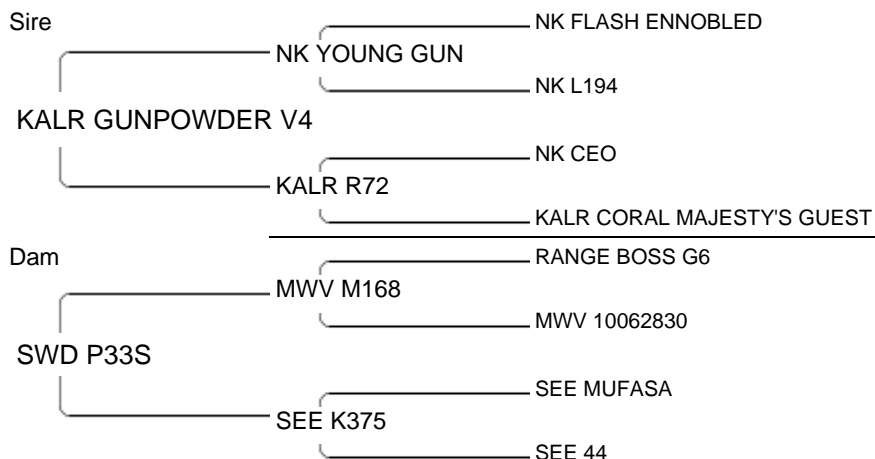 Sire
NK FLASH ENNOBLED
NK YOUNG GUN
NK L194
KALR GUNPOWDER V4
NK CEO
KALR R72
KALR CORAL MAJESTY'S GUEST
Dam
RANGE BOSS G6
MWV M168
MWV 10062830
SWD P33S
SEE MUFASA
SEE K375
SEE 44